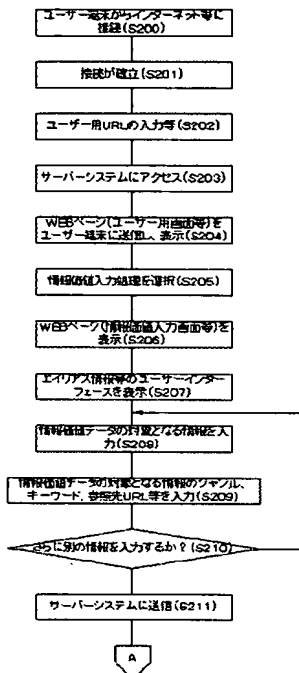 ユーザー端末からインターネット等に
接続(S200)
接続が確立(S201)
ユーザー用URLの入力等(S202)
サーバーシステムにアクセス(S203)
WEBページ(ユーザー用画面等)を
ユーザー端末に送信し、表示(S204)
情報価値入力処理を選択(S205)
WEBページ(情報価値入力画面等)を
表示(S206)
エイリアス情報等のユーザーインター
フェースを表示(S207)
情報価値データの対象となる情報を入
力(S208)
情報価値データの対象となる情報のジャンル、
キーワード、参照先URL等を入力(S209)
さらに別の情報を入力するか?(S210)
サーバーシステムに送信(S211)
A